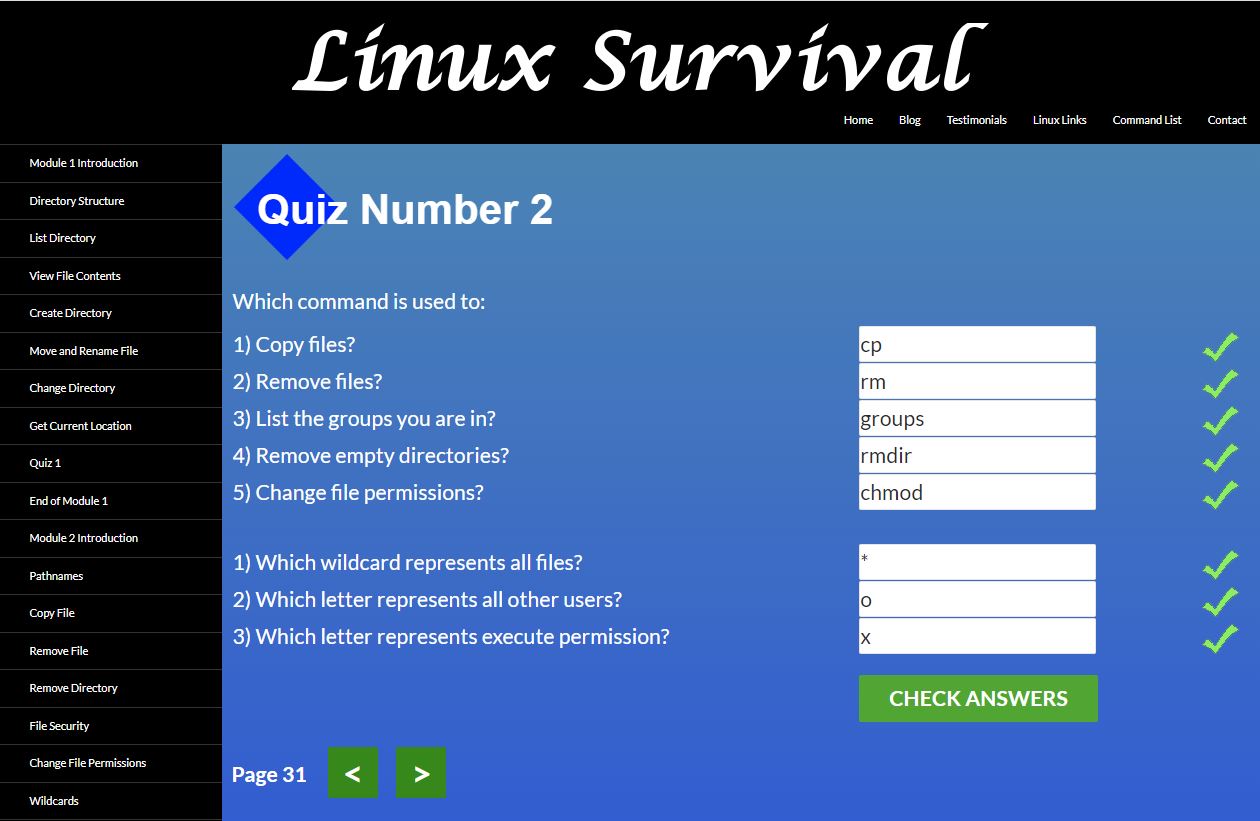 Linux Survival
Home Blog Testimonials Linux Links Command List Contact
Module 1 Introduction
Directory Structure
List Directory
View File Contents
Create Directory
Move and Rename File
Change Directory
Get Current Location
Quiz 1
End of Module 1
Module 2 Introduction
Pathnames
Copy File
Remove File
Remove Directory
File Security
Change File Permissions
Wildcards
Quiz Number 2
Which command is used to:
1) Copy files? cp
2) Remove files? rm
3) List the groups you are in? groups
4) Remove empty directories? rmdir
5) Change file permissions? chmod
1) Which wildcard represents all files? *
2) Which letter represents all other users? o
3) Which letter represents execute permission? x
CHECK ANSWERS
Page 31 < >